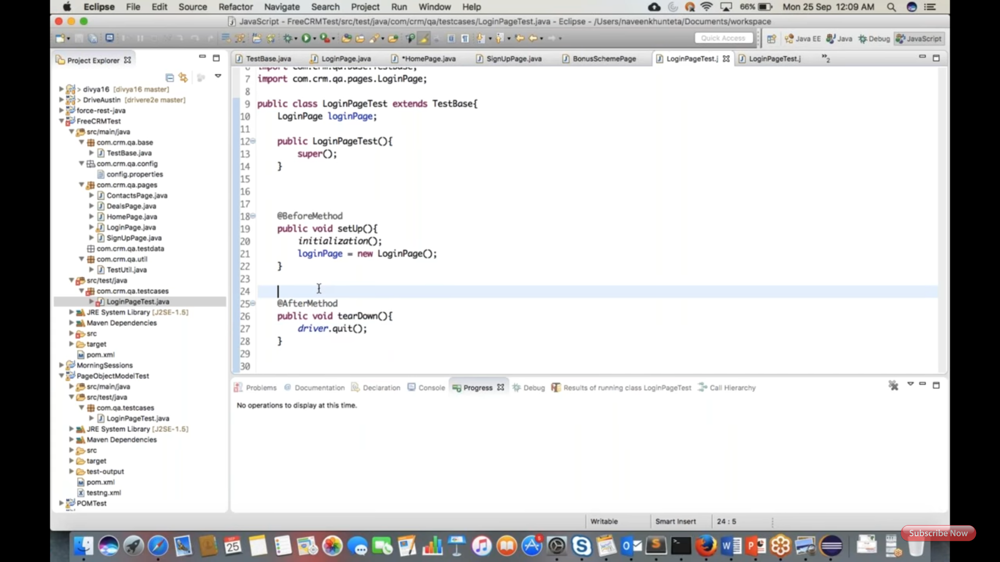 Eclipse File Edit Source Refactor Navigate Search Project Run Window Help 66% Mon 25 Sep 12:09 AM
JavaScript - FreeCRMTest/src/test/java/com/crm/qa/testcases/LoginPageTest.java - Eclipse - /Users/naveenkhunteta/Documents/workspace
Quick Access Java EE Java Debug JavaScript
Project Explorer
divya16 [divya16 master]
> DriveAustin [drivere2e master]
force-rest-java
FreeCRMTest
src/main/java
com.crm.qa.base
TestBase.java
com.crm.qa.config
config.properties
com.crm.qa.pages
ContactsPage.java
DealsPage.java
HomePage.java
LoginPage.java
SignUpPage.java
com.crm.qa.testdata
com.crm.qa.util
TestUtil.java
src/test/java
com.crm.qa.testcases
LoginPageTest.java
JRE System Library [J2SE-1.5]
Maven Dependencies
src
target
pom.xml
MorningSessions
PageObjectModelTest
src/main/java
src/test/java
com.qa.testcases
LoginPageTest.java
JRE System Library [J2SE-1.5]
Maven Dependencies
src
target
test-output
pom.xml
testng.xml
POMTest
TestBase.java LoginPage.java *HomePage.java SignUpPage.java BonusSchemePage LoginPageTest.j LoginPageTest.j »2
6 import com.crm.qa.base.TestBase;
7 import com.crm.qa.pages.LoginPage;
8
9 public class LoginPageTest extends TestBase{
10 LoginPage loginPage;
11
12 public LoginPageTest(){
13 super();
14 }
15
16
17
18 @BeforeMethod
19 public void setUp(){
20 initialization();
21 loginPage = new LoginPage();
22 }
23
24
25 @AfterMethod
26 public void tearDown(){
27 driver.quit();
28 }
29
30
Problems Documentation Declaration Console Progress Debug Results of running class LoginPageTest Call Hierarchy
No operations to display at this time.
Writable Smart Insert 24 : 5
Subscribe Now